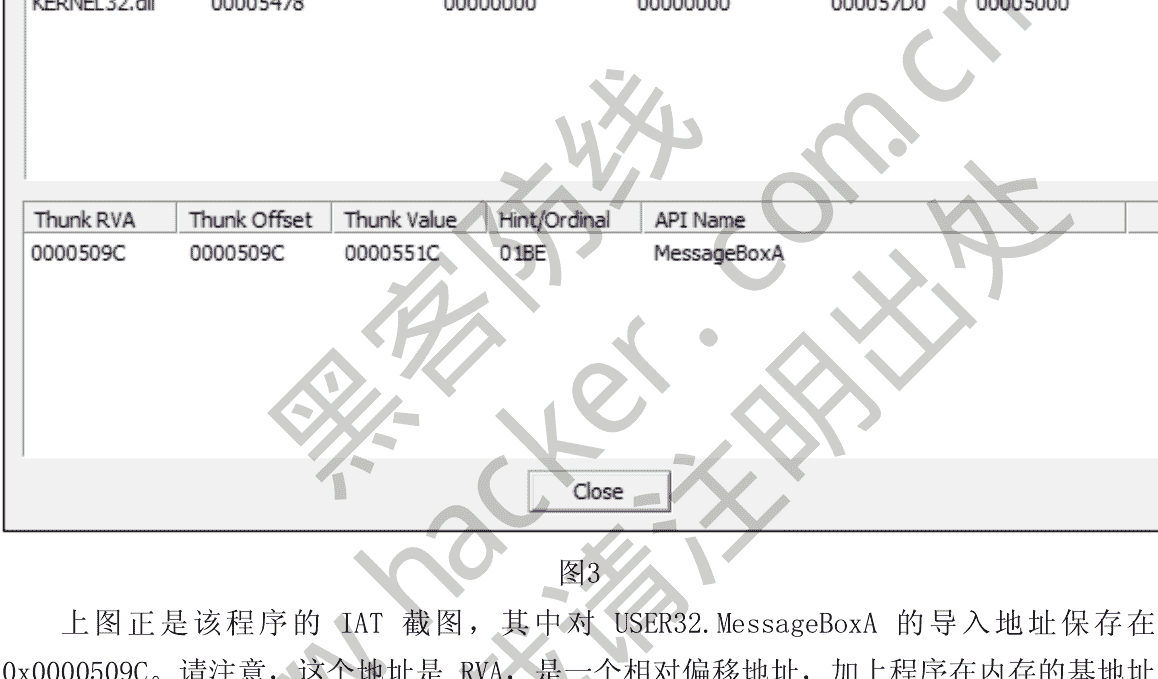 KERNEL32.dll 00005478 00000000 00000000 000057D0 00005000
Thunk RVA Thunk Offset Thunk Value Hint/Ordinal API Name
0000509C 0000509C 0000551C 01BE MessageBoxA
Close
图3
上图正是该程序的 IAT 截图，其中对 USER32.MessageBoxA 的导入地址保存在
0x0000509C。请注意，这个地址是 RVA，是一个相对偏移地址，加上程序在内存的基地址
黑客防线
w.hacker.com.cn
请注明出处